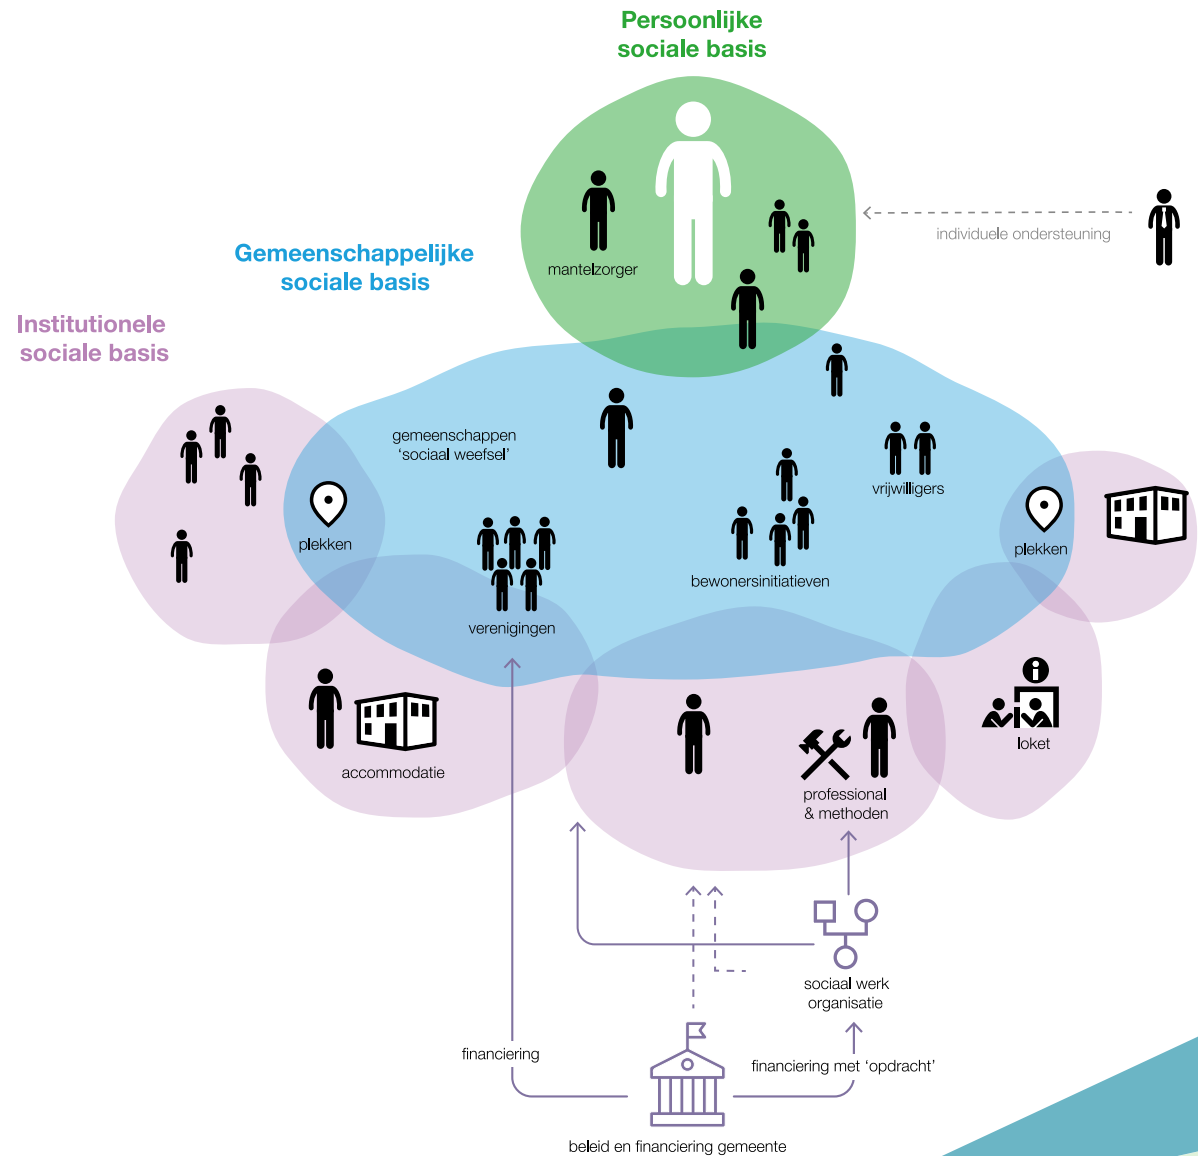 Persoonlijke
sociale basis
mantelzorger
individuele ondersteuning
Gemeenschappelijke
sociale basis
Institutionele
sociale basis
gemeenschappen
‘sociaal weefsel’
vrijwilligers
plekken
plekken
bewonersinitiatieven
verenigingen
accommodatie
professional
& methoden
loket
sociaal werk
organisatie
financiering
financiering met ‘opdracht’
beleid en financiering gemeente